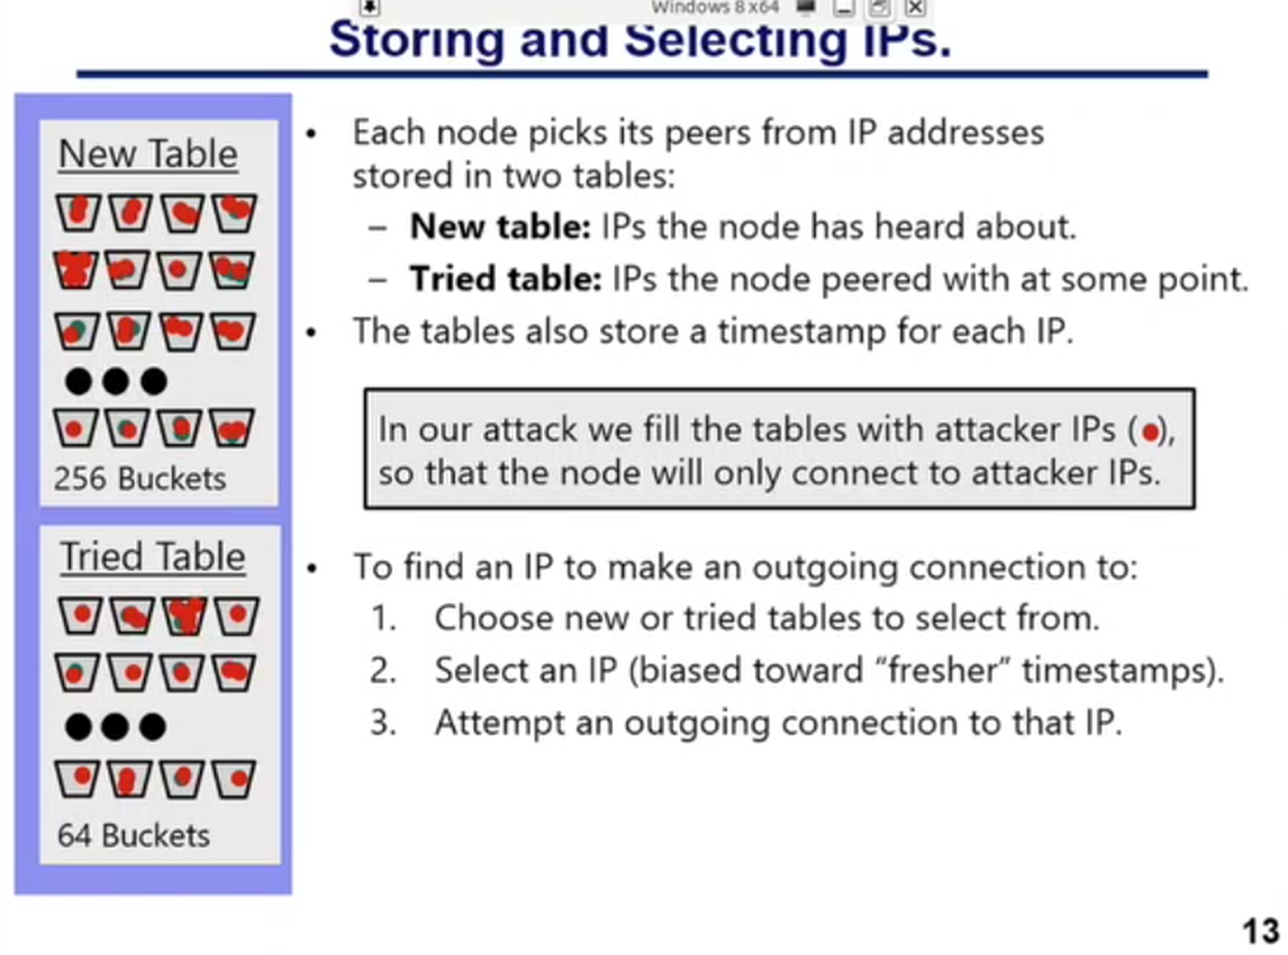 Windows 8 x64
Storing and Selecting IPs.
New Table
256 Buckets
Tried Table
64 Buckets
• Each node picks its peers from IP addresses
stored in two tables:
– New table: IPs the node has heard about.
– Tried table: IPs the node peered with at some point.
• The tables also store a timestamp for each IP.
In our attack we fill the tables with attacker IPs (●),
so that the node will only connect to attacker IPs.
• To find an IP to make an outgoing connection to:
1. Choose new or tried tables to select from.
2. Select an IP (biased toward “fresher” timestamps).
3. Attempt an outgoing connection to that IP.
13